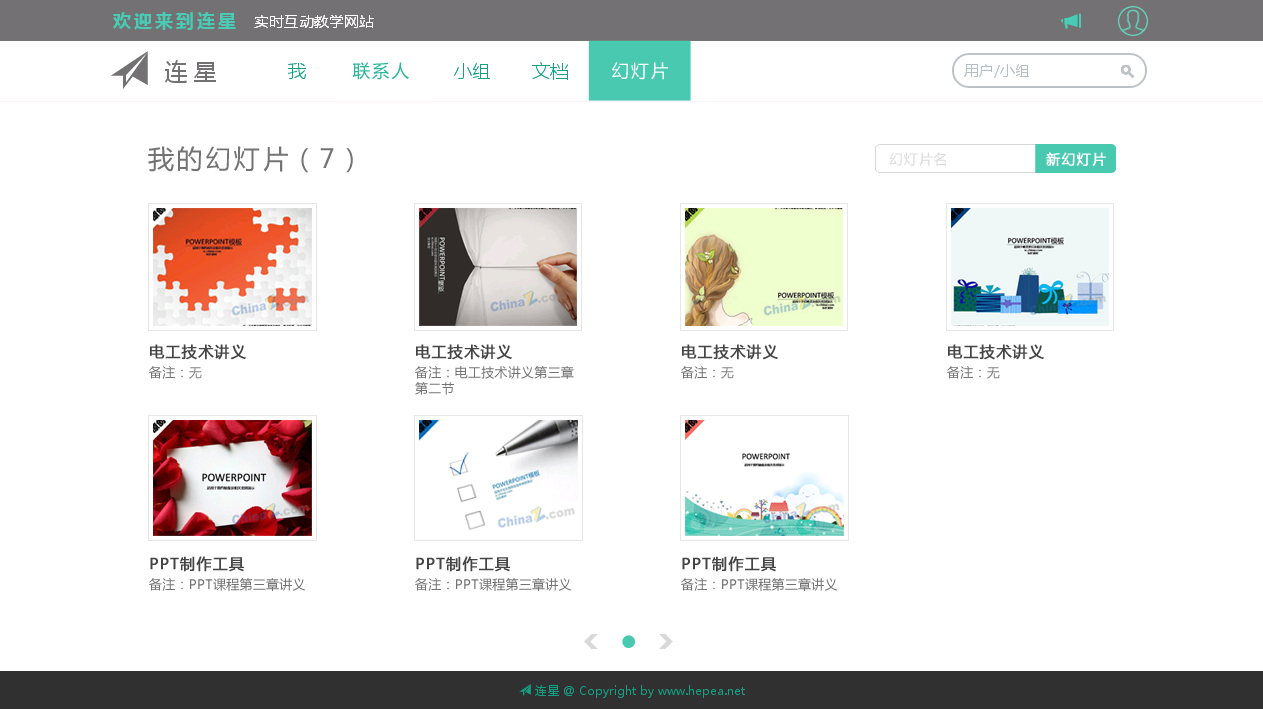 欢迎来到连星 实时互动教学网站
连星 我 联系人 小组 文档 幻灯片 用户/小组
我的幻灯片 ( 7 ) 幻灯片名 新幻灯片
POWERPOINT模板
POWERPOINT模板
POWERPOINT模板
POWERPOINT模板
ChinaZ.com
ChinaZ.com
ChinaZ.com
电工技术讲义
备注：无
电工技术讲义
备注：电工技术讲义第三章
第二节
电工技术讲义
备注：无
电工技术讲义
备注：无
POWERPOINT
ChinaZ.com
POWERPOINT模板
ChinaZ.com
POWERPOINT
PPT制作工具
备注：PPT课程第三章讲义
PPT制作工具
备注：PPT课程第三章讲义
PPT制作工具
备注：PPT课程第三章讲义
连星 @ Copyright by www.hepea.net